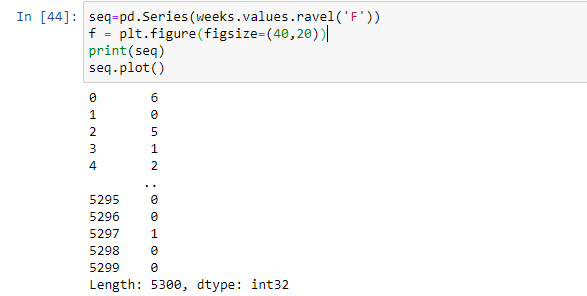 In [44]: seq=pd.Series(weeks.values.ravel('F'))
f = plt.figure(figsize=(40,20))
print(seq)
seq.plot()
0 6
1 0
2 5
3 1
4 2
..
5295 0
5296 0
5297 1
5298 0
5299 0
Length: 5300, dtype: int32